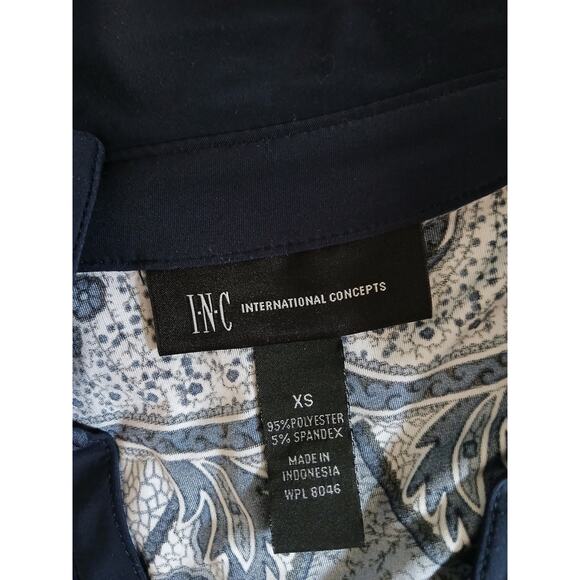 I·N·C INTERNATIONAL CONCEPTS
XS
95% POLYESTER
5% SPANDEX
MADE IN
INDONESIA
WPL 8046